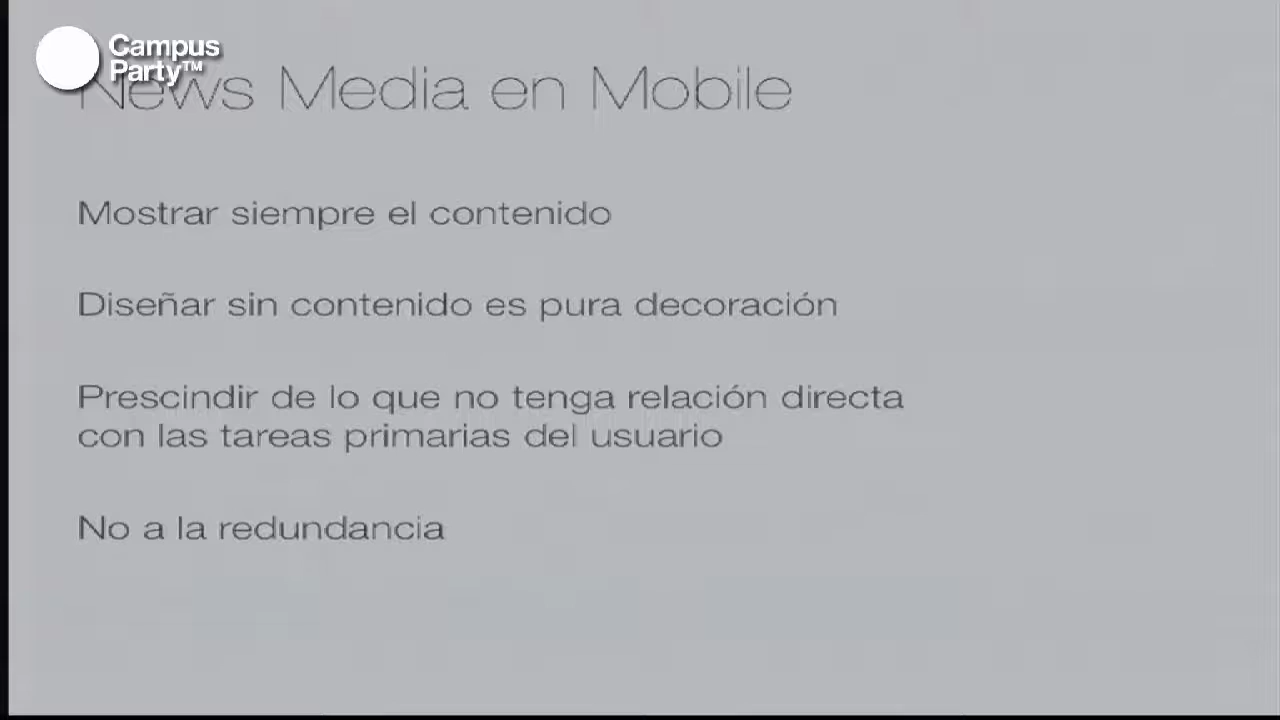 Campus
Party™
News Media en Mobile
Mostrar siempre el contenido
Diseñar sin contenido es pura decoración
Prescindir de lo que no tenga relación directa
con las tareas primarias del usuario
No a la redundancia